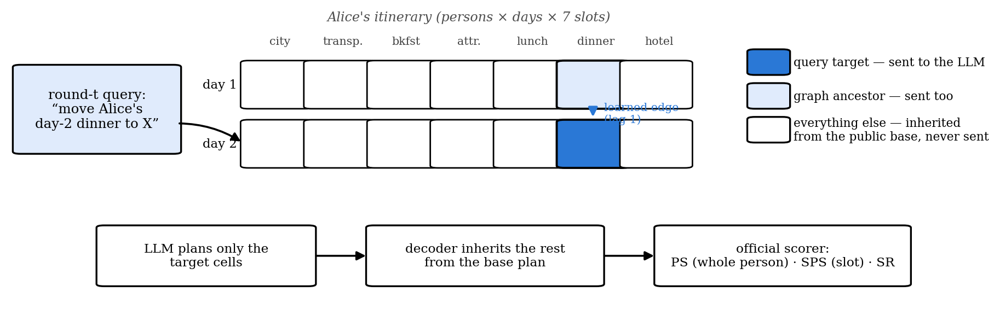 Alice's itinerary (persons × days × 7 slots)
city transp. bkfst attr. lunch dinner hotel
round-t query:
“move Alice's
day-2 dinner to X”
day 1
day 2
learned edge
(lag 1)
query target — sent to the LLM
graph ancestor — sent too
everything else — inherited
from the public base, never sent
LLM plans only the
target cells
decoder inherits the rest
from the base plan
official scorer:
PS (whole person) · SPS (slot) · SR